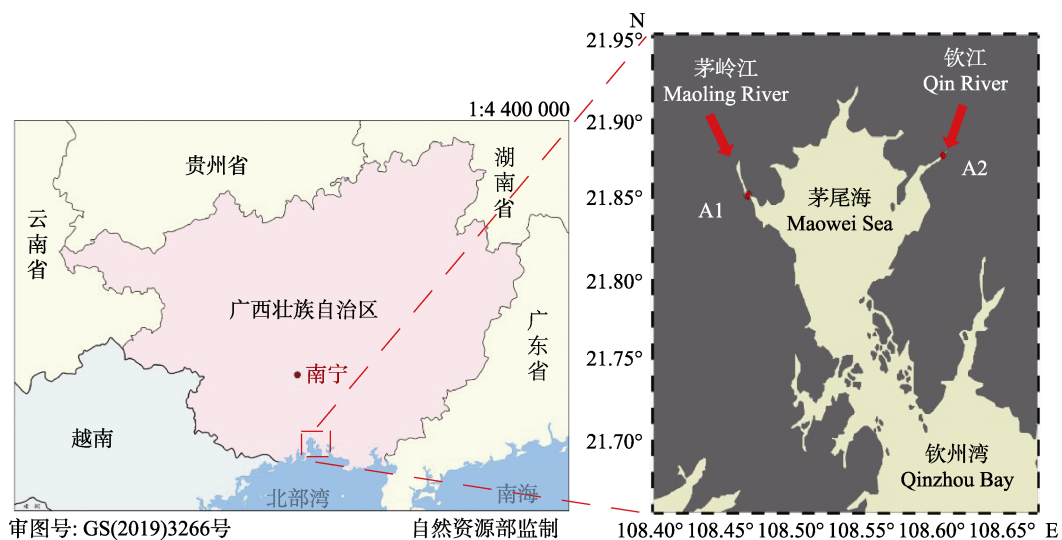 1:4 400 000
贵州省
湖南省
云南省
广西壮族自治区
广东省
南宁
越南
北部湾
南海
审图号: GS(2019)3266号
自然资源部监制
N
21.95°
21.90°
21.85°
21.80°
21.75°
21.70°
茅岭江
Maoling River
钦江
Qin River
A1
A2
茅尾海
Maowei Sea
钦州湾
Qinzhou Bay
108.40° 108.45° 108.50° 108.55° 108.60° 108.65° E